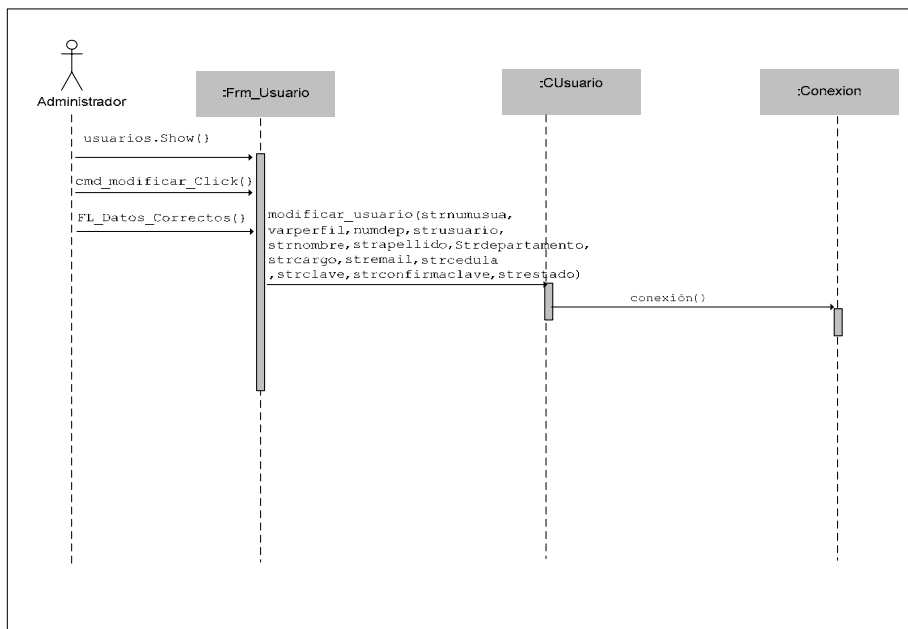 Administrador
:Frm_Usuario
:CUsuario
:Conexion
usuarios.Show()
cmd_modificar_Click()
FL_Datos_Correctos()
modificar_usuario(strnumusua,
varperfil,numdep,strusuario,
strnombre,strapellido,Strdepartamento,
strcargo,stremail,strcedula
,strclave,strconfirmaclave,strestado)
conexión()